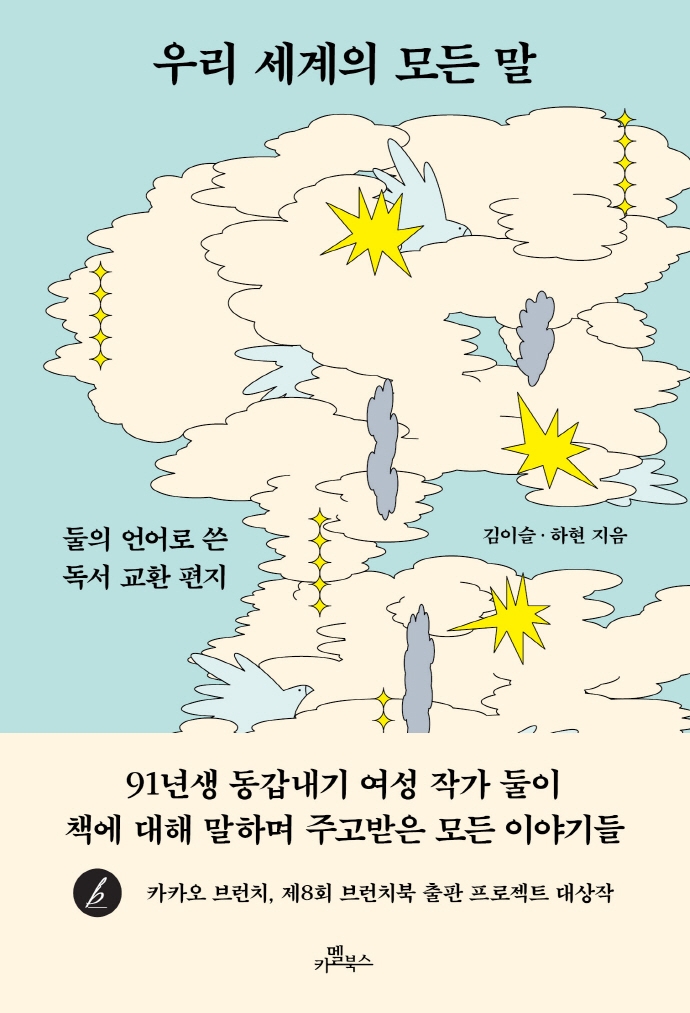 우리 세계의 모든 말
둘의 언어로 쓴
독서 교환 편지
김이슬 · 하현 지음
91년생 동갑내기 여성 작가 둘이
책에 대해 말하며 주고받은 모든 이야기들
b
카카오 브런치, 제8회 브런치북 출판 프로젝트 대상작
카멜북스